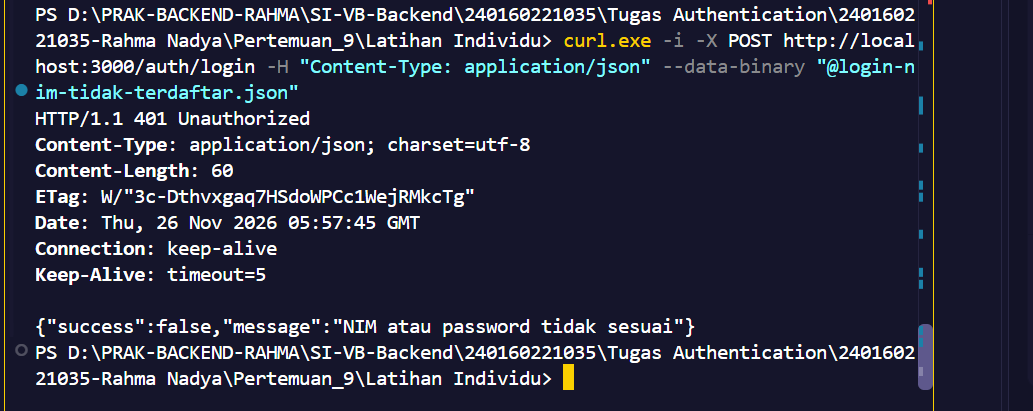 PS D:\PRAK-BACKEND-RAHMA\SI-VB-Backend\240160221035\Tugas Authentication\2401602
21035-Rahma Nadya\Pertemuan_9\Latihan Individu> curl.exe -i -X POST http://local
host:3000/auth/login -H "Content-Type: application/json" --data-binary "@login-n
im-tidak-terdaftar.json"
HTTP/1.1 401 Unauthorized
Content-Type: application/json; charset=utf-8
Content-Length: 60
ETag: W/"3c-Dthvxgaq7HSdoWPCc1WejRMkcTg"
Date: Thu, 26 Nov 2026 05:57:45 GMT
Connection: keep-alive
Keep-Alive: timeout=5
{"success":false,"message":"NIM atau password tidak sesuai"}
PS D:\PRAK-BACKEND-RAHMA\SI-VB-Backend\240160221035\Tugas Authentication\2401602
21035-Rahma Nadya\Pertemuan_9\Latihan Individu>